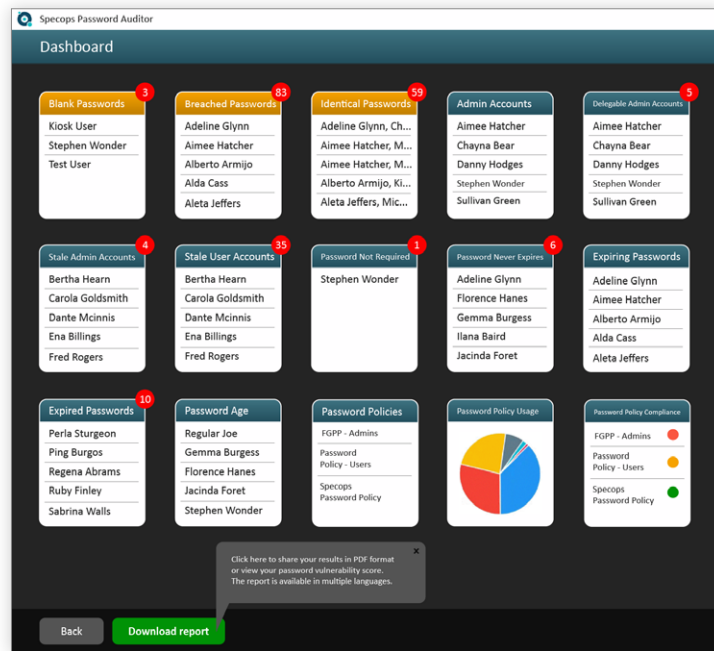 Specops Password Auditor
Dashboard
Blank Passwords
3
Kiosk User
Stephen Wonder
Test User
Breached Passwords
83
Adeline Glynn
Aimee Hatcher
Alberto Armijo
Alda Cass
Aleta Jeffers
Identical Passwords
59
Adeline Glynn, Ch...
Aimee Hatcher, M...
Aimee Hatcher, M...
Alberto Armijo, Ki...
Aleta Jeffers, Mic...
Admin Accounts
Aimee Hatcher
Chayna Bear
Danny Hodges
Stephen Wonder
Sullivan Green
Delegable Admin Accounts
5
Aimee Hatcher
Chayna Bear
Danny Hodges
Stephen Wonder
Sullivan Green
Stale Admin Accounts
4
Bertha Hearn
Carola Goldsmith
Dante Mcinnis
Ena Billings
Fred Rogers
Stale User Accounts
35
Bertha Hearn
Carola Goldsmith
Dante Mcinnis
Ena Billings
Fred Rogers
Password Not Required
1
Stephen Wonder
Password Never Expires
6
Adeline Glynn
Florence Hanes
Gemma Burgess
Ilana Baird
Jacinda Foret
Expiring Passwords
Adeline Glynn
Aimee Hatcher
Alberto Armijo
Alda Cass
Aleta Jeffers
Expired Passwords
10
Perla Sturgeon
Ping Burgos
Regena Abrams
Ruby Finley
Sabrina Walls
Password Age
Regular Joe
Gemma Burgess
Florence Hanes
Jacinda Foret
Stephen Wonder
Password Policies
FGPP - Admins
Password
Policy - Users
Specops
Password Policy
Password Policy Usage
Password Policy Compliance
FGPP - Admins
Password
Policy - Users
Specops
Password Policy
x
Click here to share your results in PDF format
or view your password vulnerability score.
The report is available in multiple languages.
Back
Download report